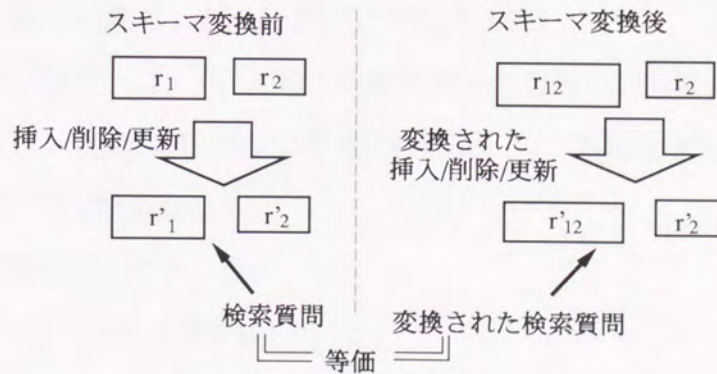 スキーマ変換前
r1
r2
挿入/削除/更新
r'1
r'2
検索質問
スキーマ変換後
r12
r2
変換された
挿入/削除/更新
r'12
r'2
変換された検索質問
等価